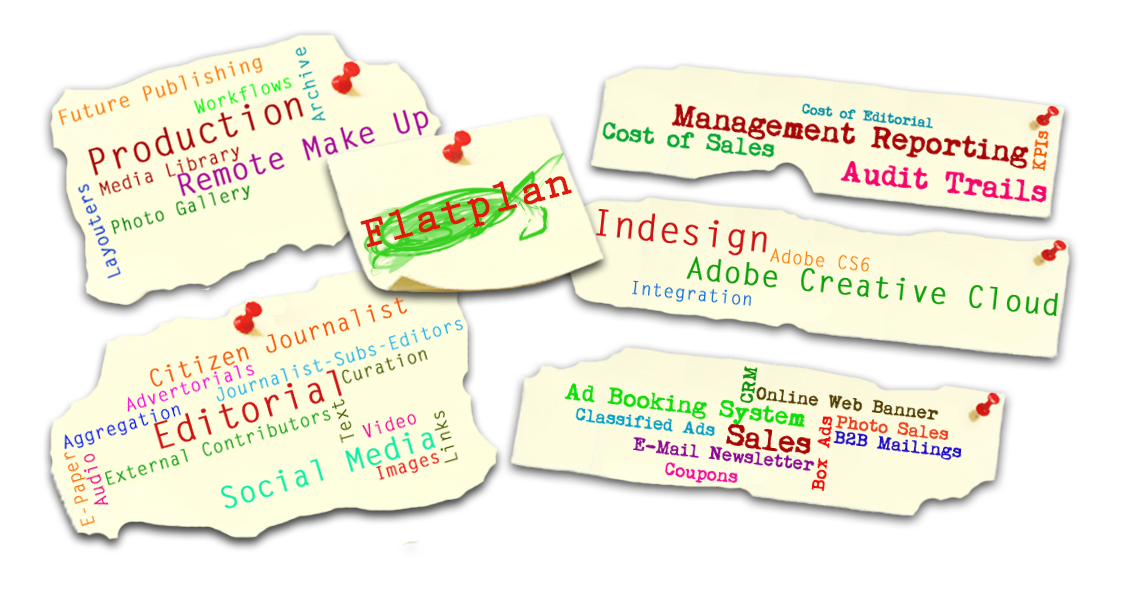 Future Publishing
Workflows
Archive
Production
Media Library
Remote Make Up
Layouters
Photo Gallery
Flatplan
Cost of Editorial
Management Reporting
KPIs
Cost of Sales
Audit Trails
Indesign
Adobe CS6
Adobe Creative Cloud
Integration
Citizen Journalist
Advertorials
Journalist-Subs-Editors
Curation
Aggregation
Editorial
External Contributors
Text
Video
Links
E-paper
Audio
Social Media
Images
CRM
Ad Booking System
Online Web Banner
Classified Ads
Sales
Box Ads
Photo Sales
B2B Mailings
E-Mail Newsletter
Coupons